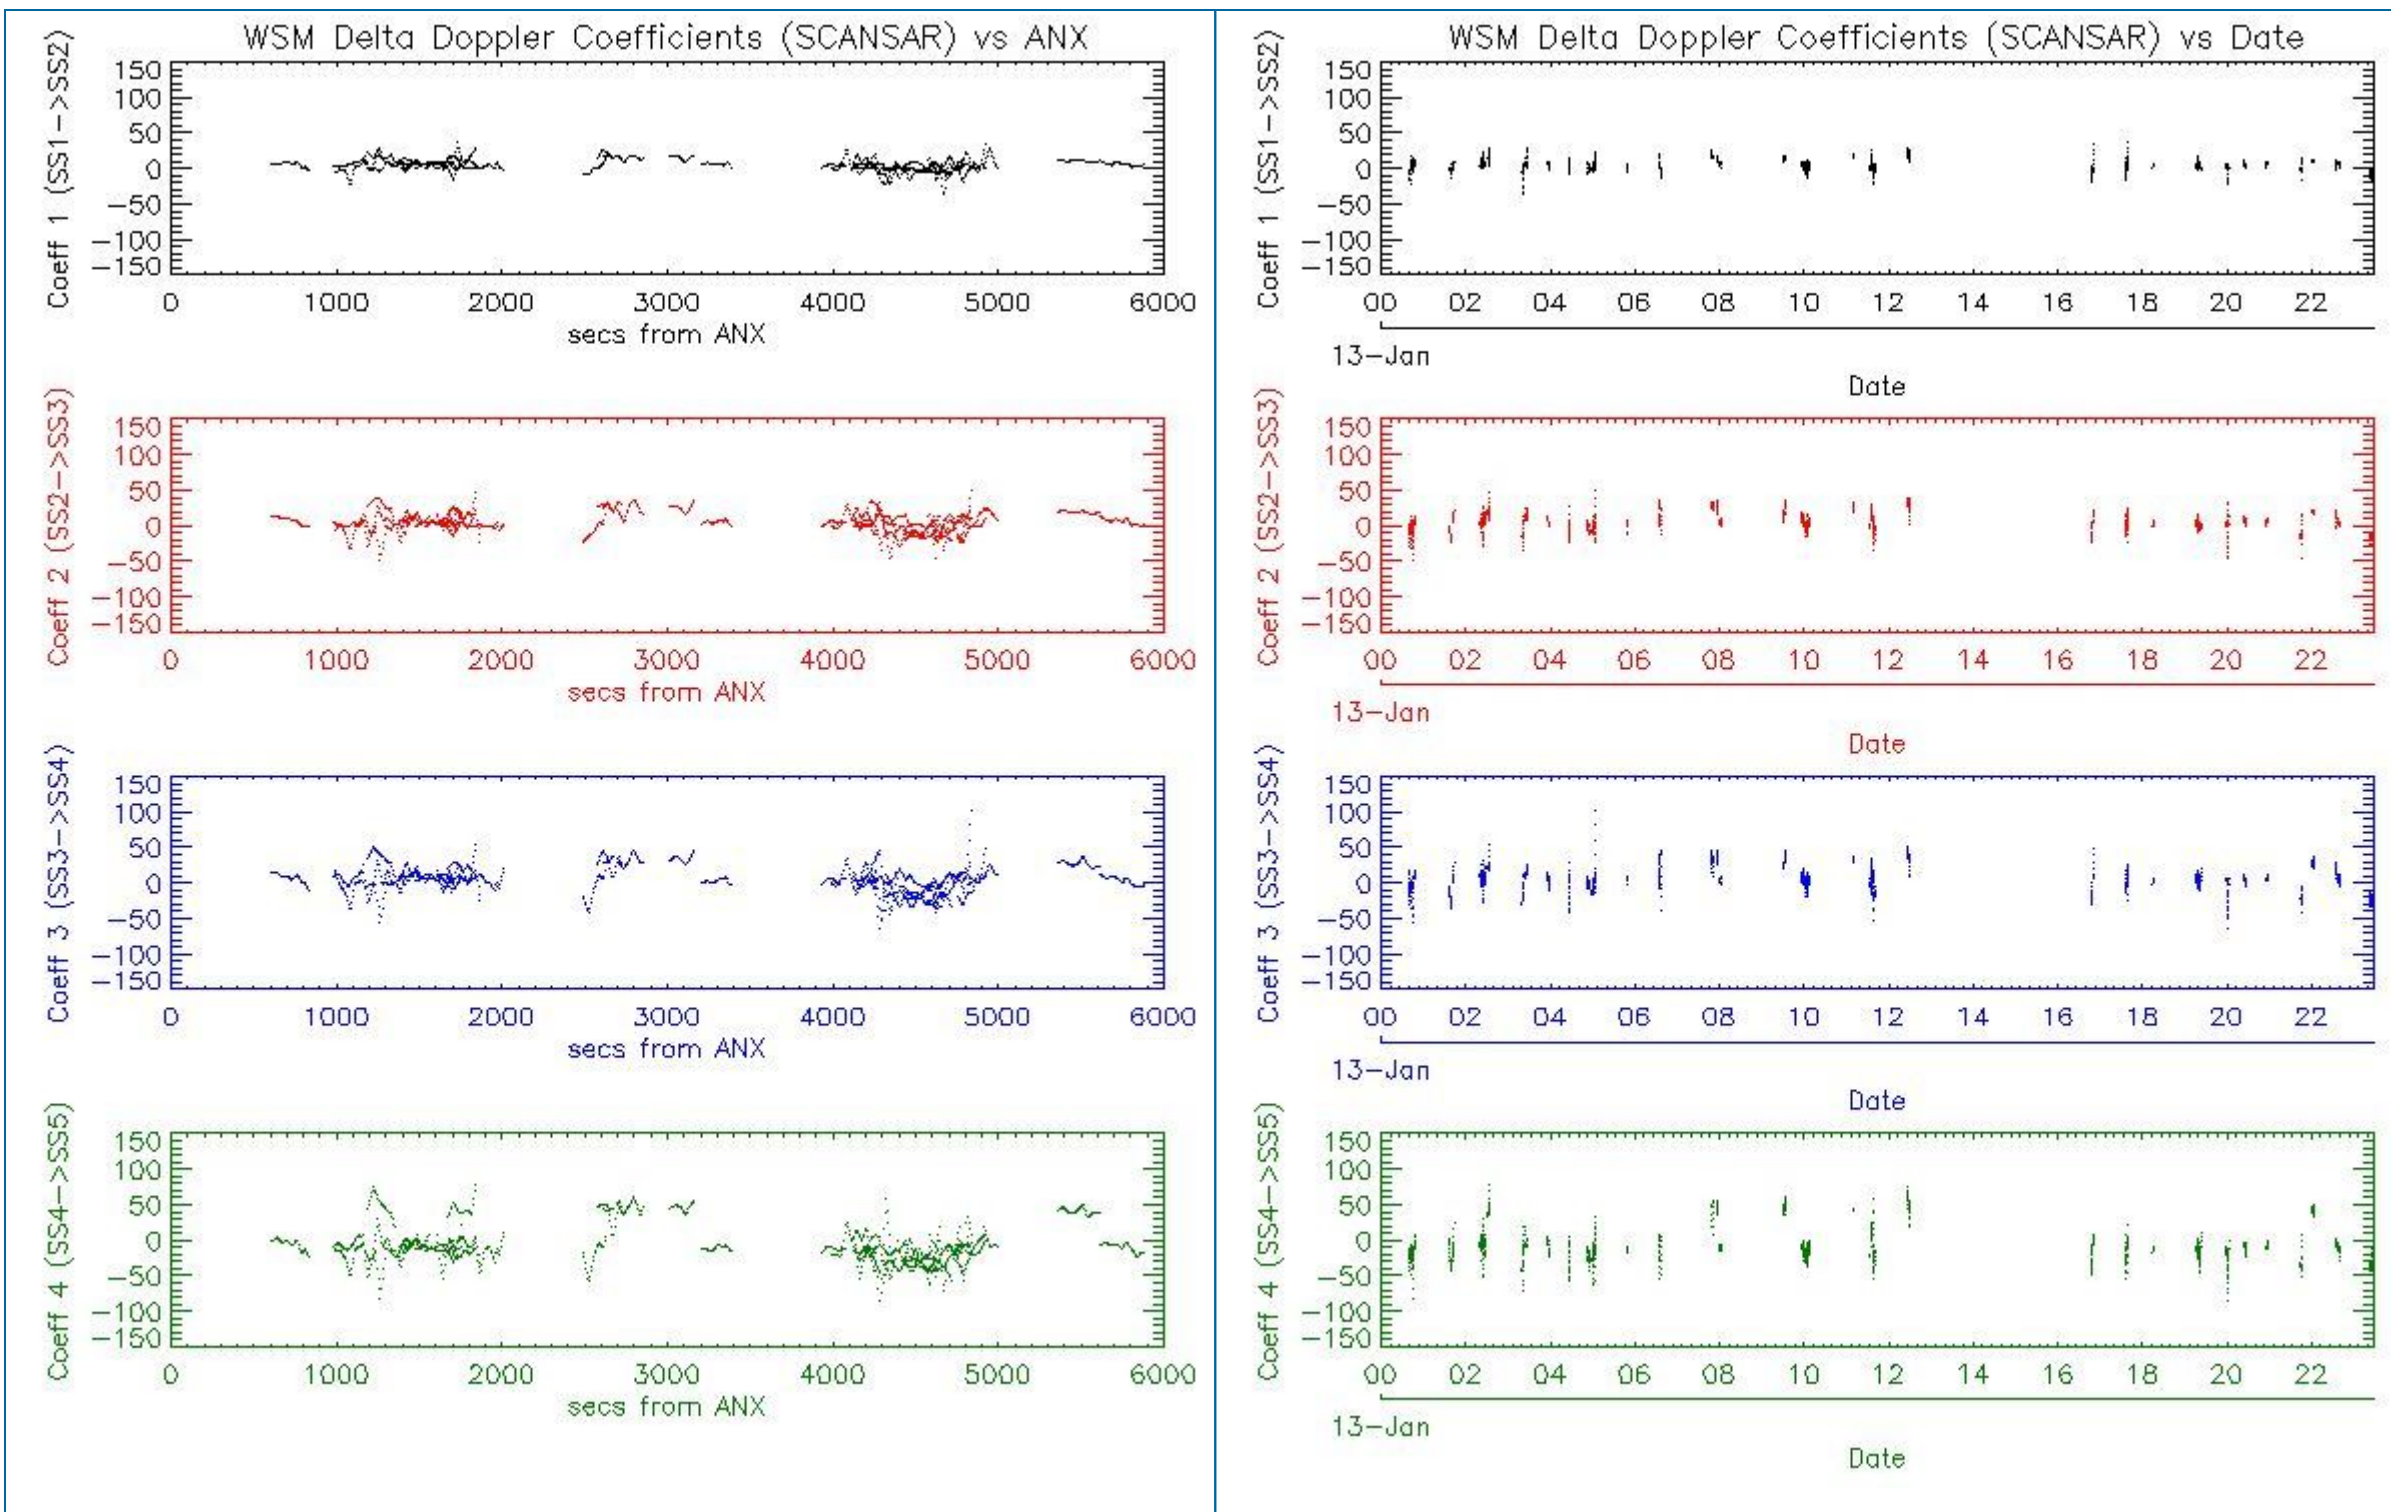 WSM Delta Doppler Coefficients (SCANSAR) vs ANX
Coeff 1 (SS1->SS2)
150
100
50
0
-50
-100
-150
0 1000 2000 3000 4000 5000 6000
secs from ANX
Coeff 2 (SS2->SS3)
150
100
50
0
-50
-100
-150
0 1000 2000 3000 4000 5000 6000
secs from ANX
Coeff 3 (SS3->SS4)
150
100
50
0
-50
-100
-150
0 1000 2000 3000 4000 5000 6000
secs from ANX
Coeff 4 (SS4->SS5)
150
100
50
0
-50
-100
-150
0 1000 2000 3000 4000 5000 6000
secs from ANX
WSM Delta Doppler Coefficients (SCANSAR) vs Date
Coeff 1 (SS1->SS2)
150
100
50
0
-50
-100
-150
00 02 04 06 08 10 12 14 16 18 20 22
13-Jan
Date
Coeff 2 (SS2->SS3)
150
100
50
0
-50
-100
-150
00 02 04 06 08 10 12 14 16 18 20 22
13-Jan
Date
Coeff 3 (SS3->SS4)
150
100
50
0
-50
-100
-150
00 02 04 06 08 10 12 14 16 18 20 22
13-Jan
Date
Coeff 4 (SS4->SS5)
150
100
50
0
-50
-100
-150
00 02 04 06 08 10 12 14 16 18 20 22
13-Jan
Date